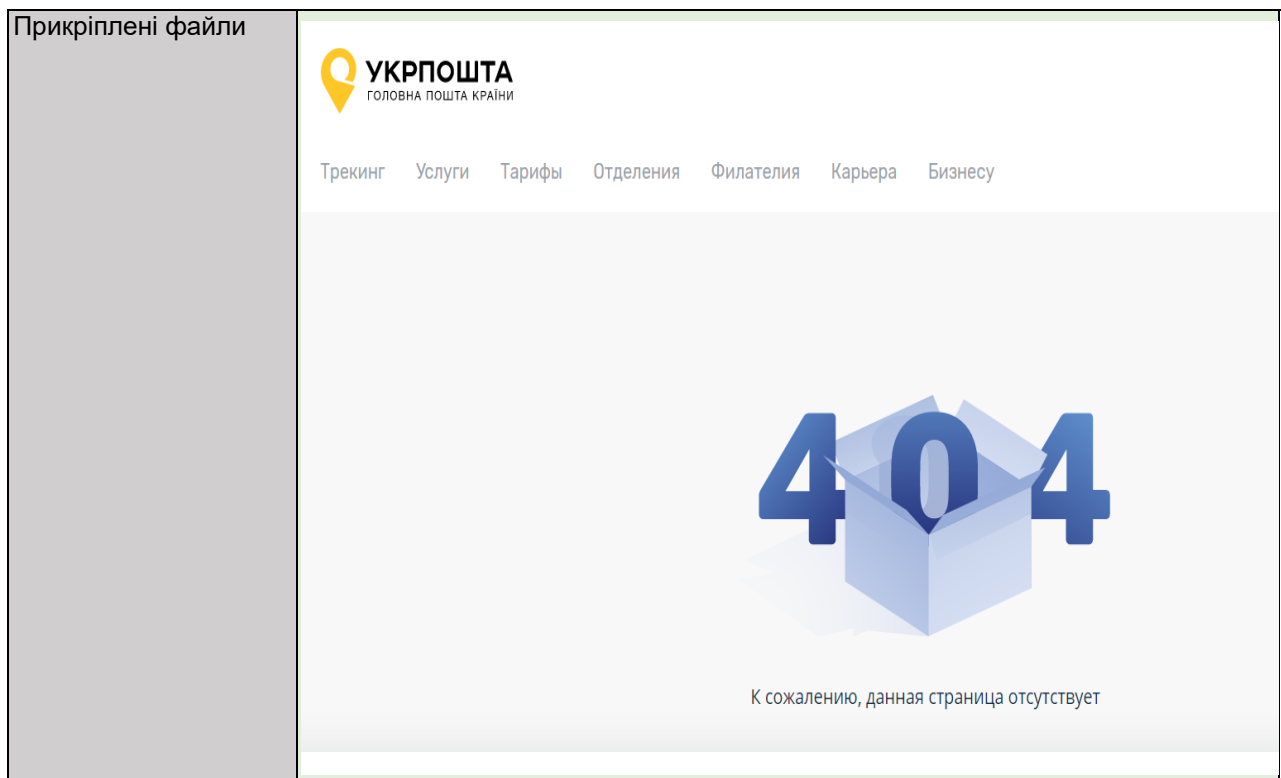 Прикріплені файли
УКРПОШТА
ГОЛОВНА ПОШТА КРАЇНИ
Трекинг Услуги Тарифы Отделения Филателия Карьера Бизнесу
404
К сожалению, данная страница отсутствует